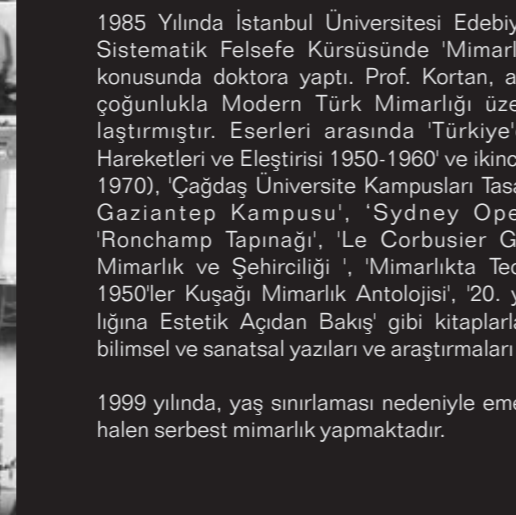 1985 Yılında İstanbul Üniversitesi Edebiy
Sistematik Felsefe Kürsüsünde 'Mimarl
konusunda doktora yaptı. Prof. Kortan, a
çoğunlukla Modern Türk Mimarlığı üze
laştırmıştır. Eserleri arasında 'Türkiye'
Hareketleri ve Eleştirisi 1950-1960' ve ikinc
1970), 'Çağdaş Üniversite Kampusları Tasa
Gaziantep Kampusu', ‘Sydney Ope
'Ronchamp Tapınağı', 'Le Corbusier G
Mimarlık ve Şehirciliği ', 'Mimarlıkta Teo
1950'ler Kuşağı Mimarlık Antolojisi', '20. y
lığına Estetik Açıdan Bakış' gibi kitaplarla
bilimsel ve sanatsal yazıları ve araştırmaları
1999 yılında, yaş sınırlaması nedeniyle eme
halen serbest mimarlık yapmaktadır.